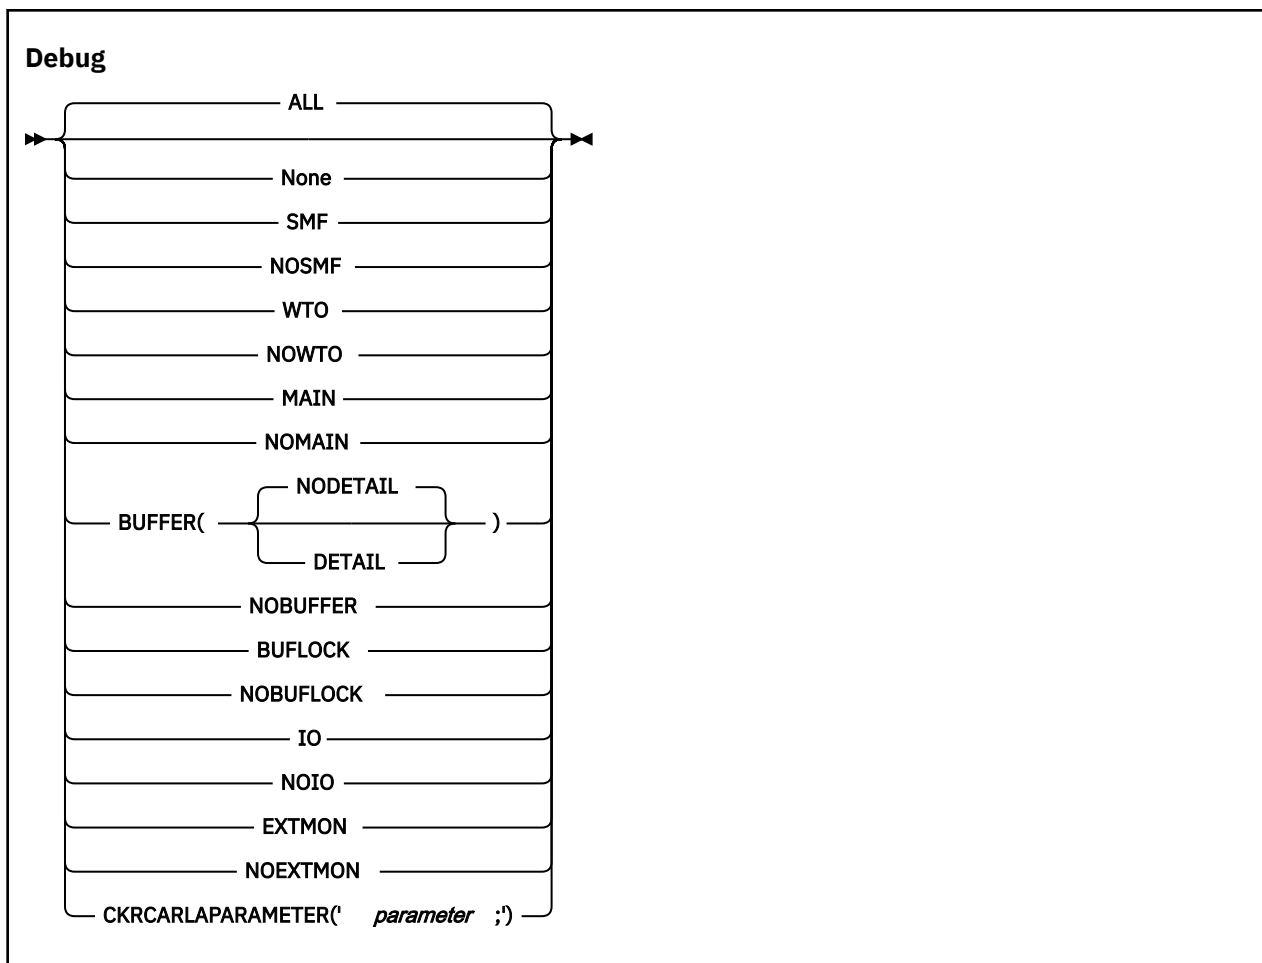 Debug
ALL
None
SMF
NOSMF
WTO
NOWTO
MAIN
NOMAIN
NODETAIL
BUFFER( )
DETAIL
NOBUFFER
BUFLOCK
NOBUFLOCK
IO
NOIO
EXTMON
NOEXTMON
CKRCARLAPARAMETER(' parameter ;')